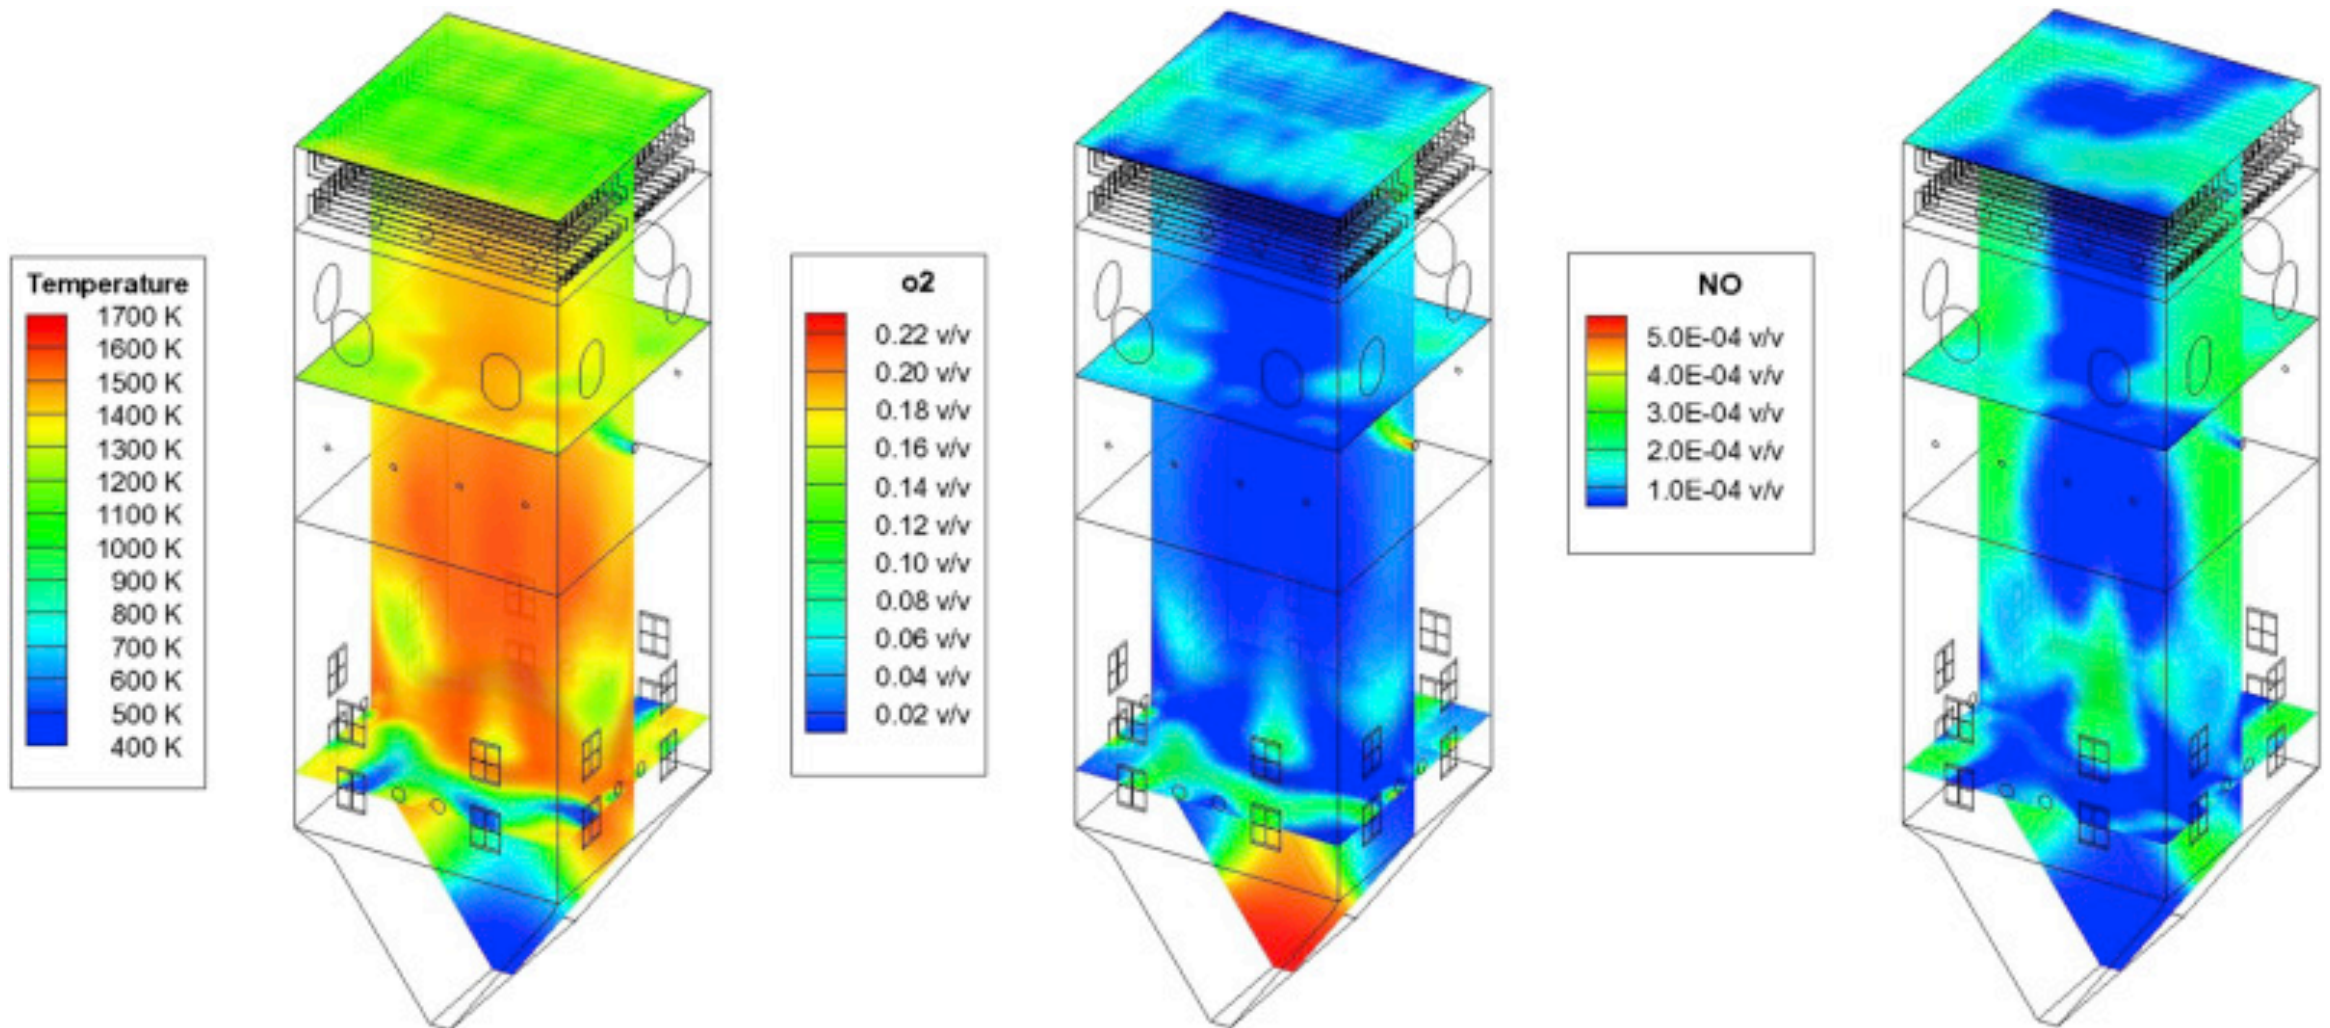 Temperature
1700 K
1600 K
1500 K
1400 K
1300 K
1200 K
1100 K
1000 K
900 K
800 K
700 K
600 K
500 K
400 K
o2
0.22 v/v
0.20 v/v
0.18 v/v
0.16 v/v
0.14 v/v
0.12 v/v
0.10 v/v
0.08 v/v
0.06 v/v
0.04 v/v
0.02 v/v
NO
5.0E-04 v/v
4.0E-04 v/v
3.0E-04 v/v
2.0E-04 v/v
1.0E-04 v/v